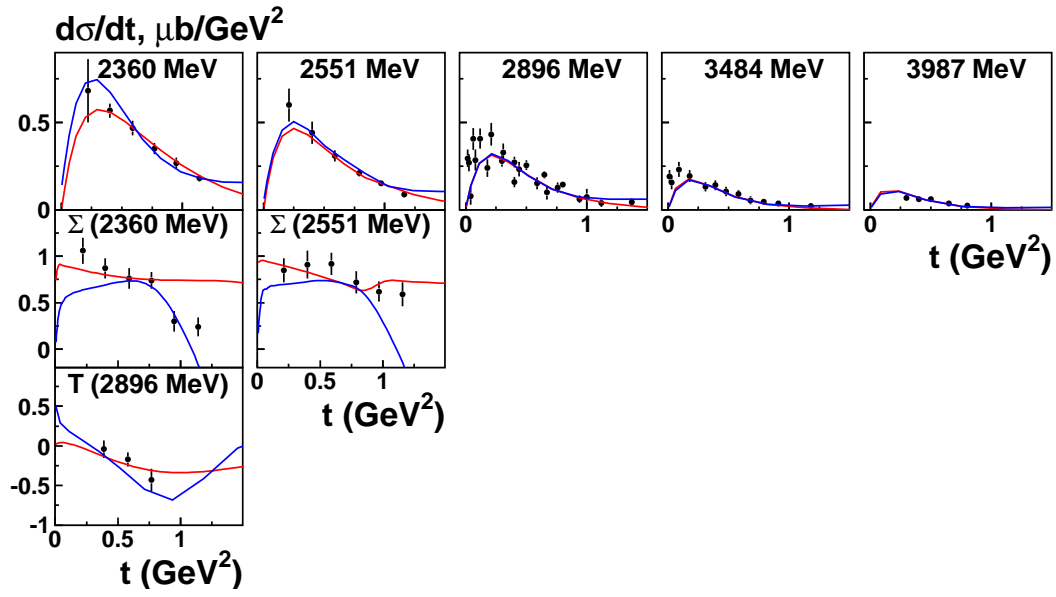 dσ/dt, μb/GeV²
2360 MeV
2551 MeV
2896 MeV
3484 MeV
3987 MeV
0.5
0
0 1
0 1
0 1
t (GeV²)
Σ (2360 MeV)
Σ (2551 MeV)
1
0.5
0
0 0.5 1
t (GeV²)
T (2896 MeV)
0.5
0
-0.5
-1
0 0.5 1
t (GeV²)